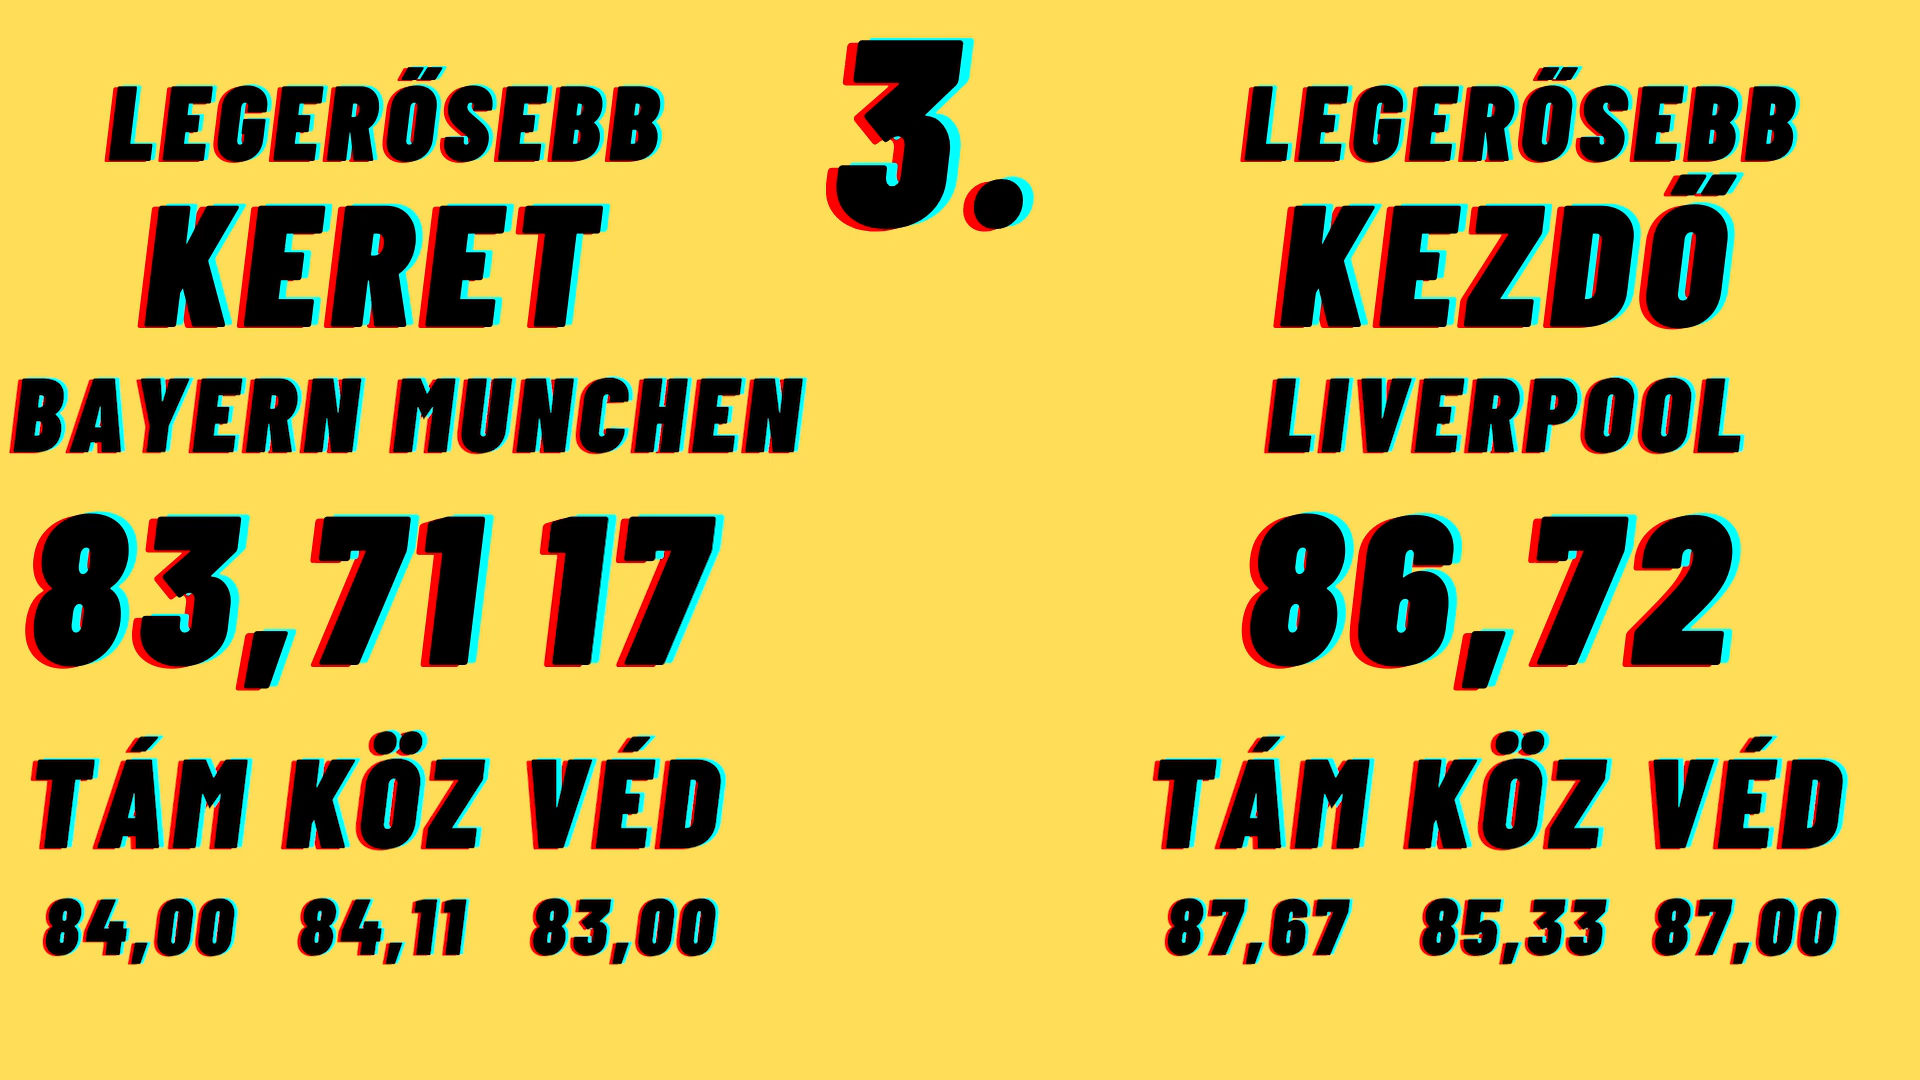 3.
LEGERŐSEBB
KERET
BAYERN MUNCHEN
83,71 17
TÁM KÖZ VÉD
84,00 84,11 83,00
LEGERŐSEBB
KEZDŐ
LIVERPOOL
86,72
TÁM KÖZ VÉD
87,67 85,33 87,00